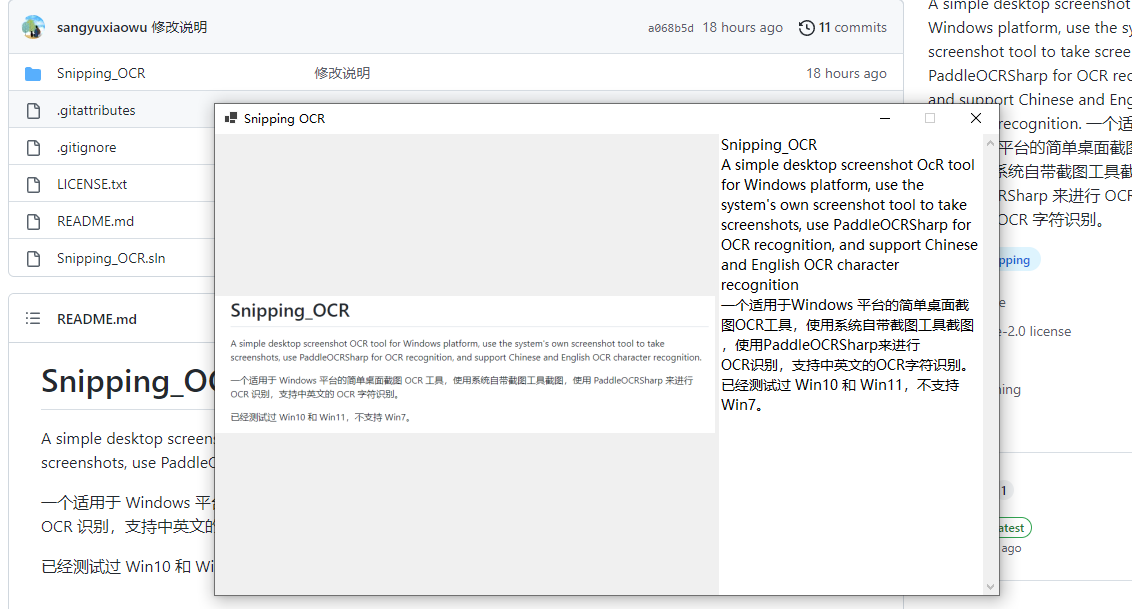 sangyuxiaowu 修改说明
a068b5d 18 hours ago 11 commits
Snipping_OCR 修改说明 18 hours ago
.gitattributes
.gitignore
LICENSE.txt
README.md
Snipping_OCR.sln
README.md
Snipping_OC
A simple desktop screen
screenshots, use Paddle
一个适用于 Windows 平
OCR 识别，支持中英文的
已经测试过 Win10 和 Wi
Snipping OCR
Snipping_OCR
A simple desktop screenshot OCR tool for Windows platform, use the system's own screenshot tool to take
screenshots, use PaddleOCRSharp for OCR recognition, and support Chinese and English OCR character recognition.
一个适用于 Windows 平台的简单桌面截图 OCR 工具，使用系统自带截图工具截图，使用 PaddleOCRSharp 来进行
OCR 识别，支持中英文的 OCR 字符识别。
已经测试过 Win10 和 Win11，不支持 Win7。
Snipping_OCR
A simple desktop screenshot OcR tool
for Windows platform, use the
system's own screenshot tool to take
screenshots, use PaddleOCRSharp for
OCR recognition, and support Chinese
and English OCR character
recognition
一个适用于Windows 平台的简单桌面截
图OCR工具，使用系统自带截图工具截图
，使用PaddleOCRSharp来进行
OCR识别，支持中英文的OCR字符识别。
已经测试过 Win10 和 Win11，不支持
Win7。
A simple desktop screenshot
Windows platform, use the sy
screenshot tool to take scree
PaddleOCRSharp for OCR rec
and support Chinese and Eng
recognition. 一个适
平台的简单桌面截图
系统自带截图工具截
RSharp 来进行 OCR
OCR 字符识别。
pping
e
e-2.0 license
ning
1
atest
ago